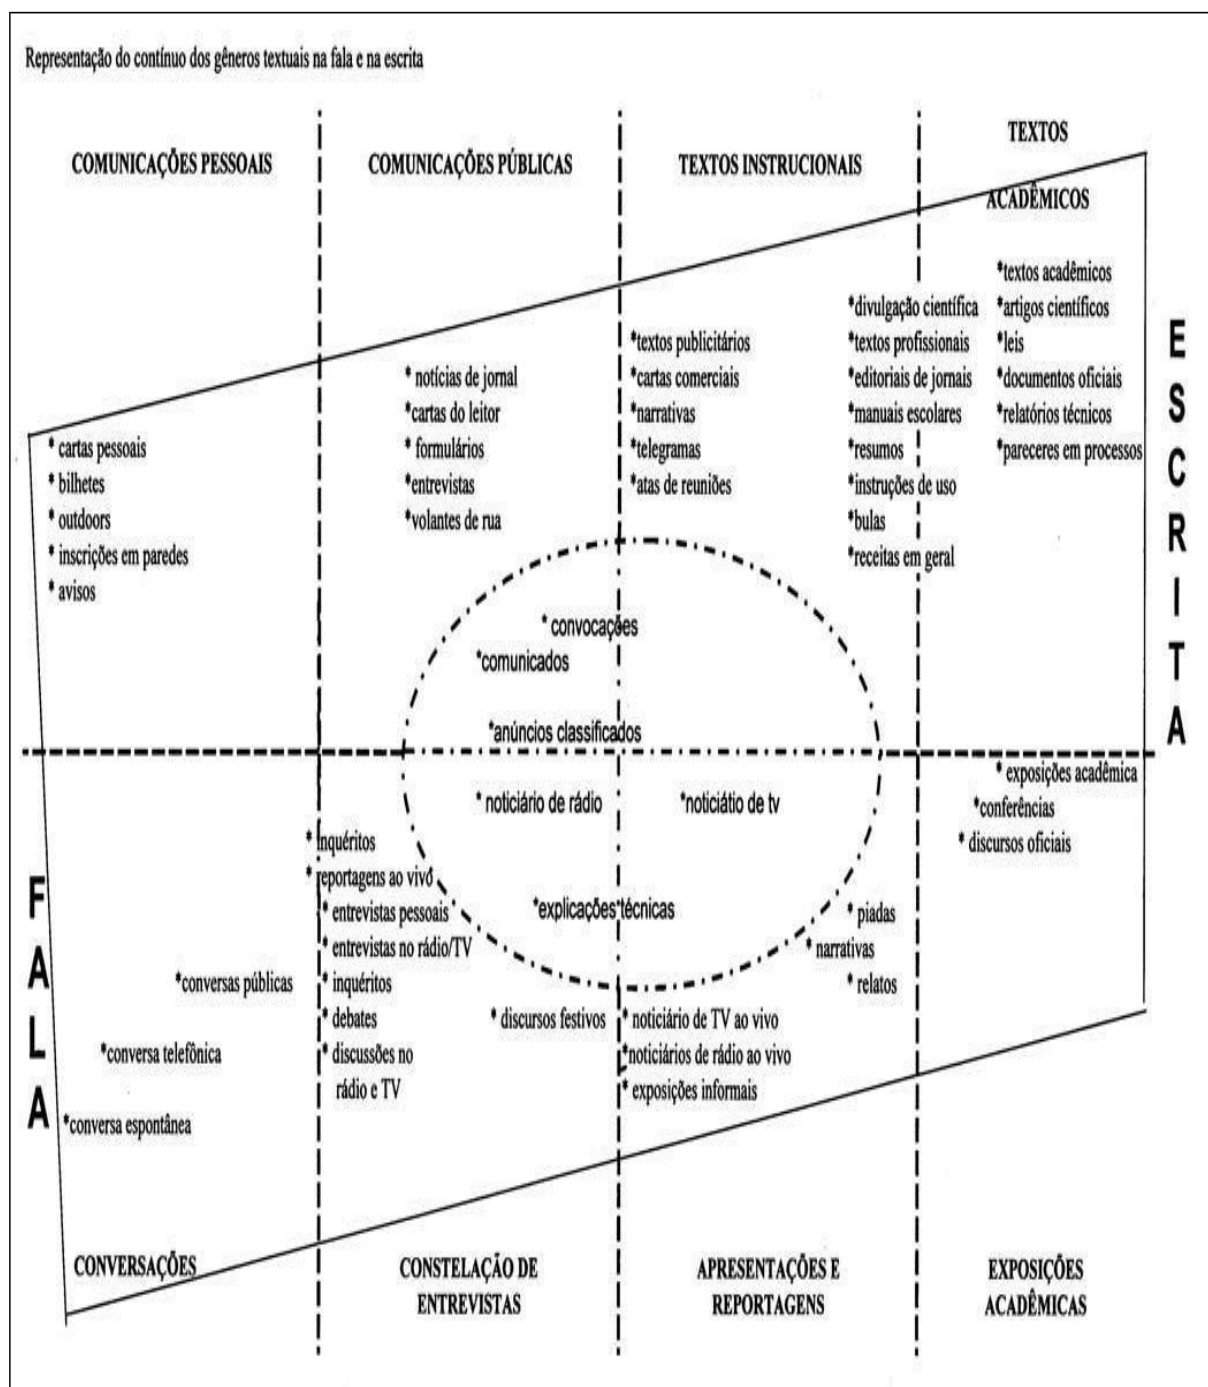 Representação do contínuo dos gêneros textuais na fala e na escrita
COMUNICAÇÕES PESSOAIS
COMUNICAÇÕES PÚBLICAS
TEXTOS INSTRUCIONAIS
TEXTOS
ACADÊMICOS
* cartas pessoais
* bilhetes
* outdoors
* inscrições em paredes
* avisos
* notícias de jornal
*cartas do leitor
* formulários
*entrevistas
*volantes de rua
*textos publicitários
*cartas comerciais
*narrativas
*telegramas
*atas de reuniões
*divulgação científica
*textos profissionais
*editoriais de jornais
*manuais escolares
*resumos
*instruções de uso
*bulas
*receitas em geral
*textos acadêmicos
*artigos científicos
*leis
*documentos oficiais
*relatórios técnicos
*pareceres em processos
ESCRITA
* convocações
*comunicados
*anúncios classificados
* noticiário de rádio
*noticiátio de tv
*explicações técnicas
* exposições acadêmica
*conferências
* discursos oficiais
FALA
*conversas públicas
*conversa telefônica
*conversa espontânea
* inquéritos
* reportagens ao vivo
* entrevistas pessoais
* entrevistas no rádio/TV
* inquéritos
* debates
* discussões no
rádio e TV
* discursos festivos
* piadas
* narrativas
* relatos
* noticiário de TV ao vivo
*noticiários de rádio ao vivo
* exposições informais
CONVERSAÇÕES
CONSTELAÇÃO DE
ENTREVISTAS
APRESENTAÇÕES E
REPORTAGENS
EXPOSIÇÕES
ACADÊMICAS